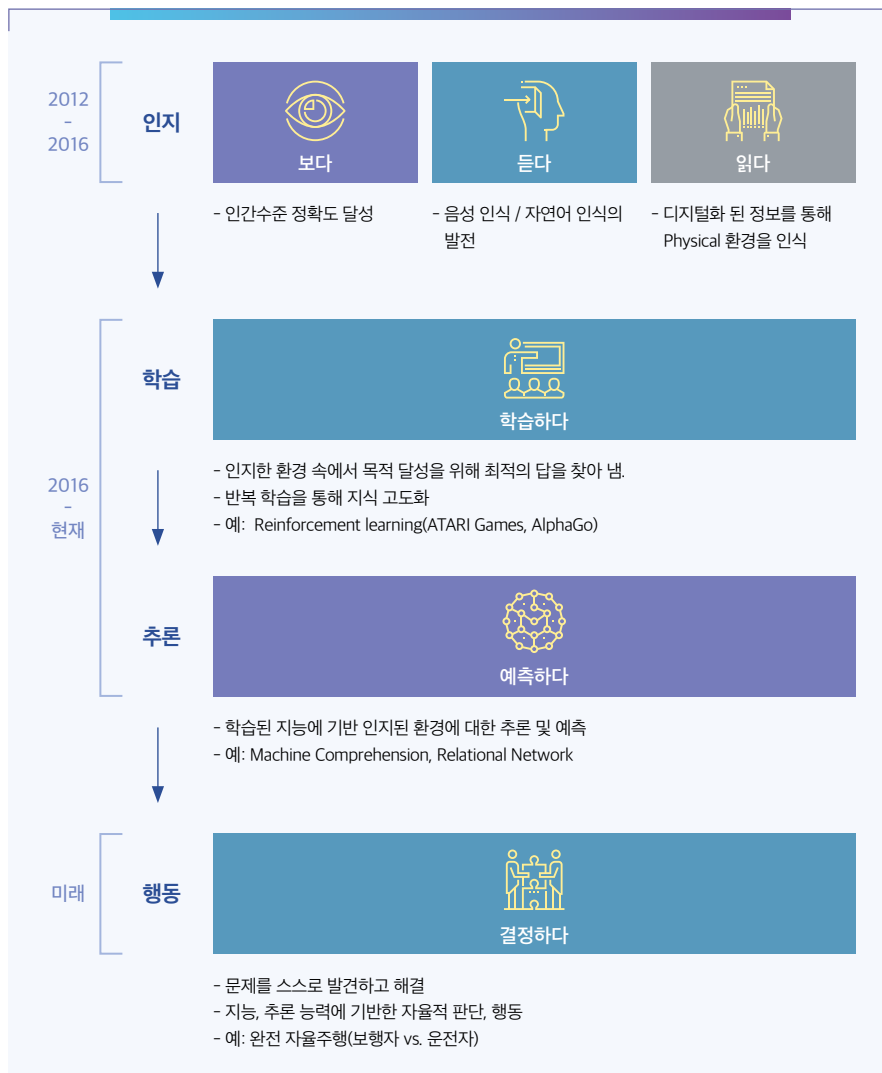 2012
-
2016
인지
보다
듣다
읽다
- 인간수준 정확도 달성
- 음성 인식 / 자연어 인식의
발전
- 디지털화 된 정보를 통해
Physical 환경을 인식
2016
-
현재
학습
학습하다
- 인지한 환경 속에서 목적 달성을 위해 최적의 답을 찾아 냄.
- 반복 학습을 통해 지식 고도화
- 예: Reinforcement learning(ATARI Games, AlphaGo)
추론
예측하다
- 학습된 지능에 기반 인지된 환경에 대한 추론 및 예측
- 예: Machine Comprehension, Relational Network
미래
행동
결정하다
- 문제를 스스로 발견하고 해결
- 지능, 추론 능력에 기반한 자율적 판단, 행동
- 예: 완전 자율주행(보행자 vs. 운전자)